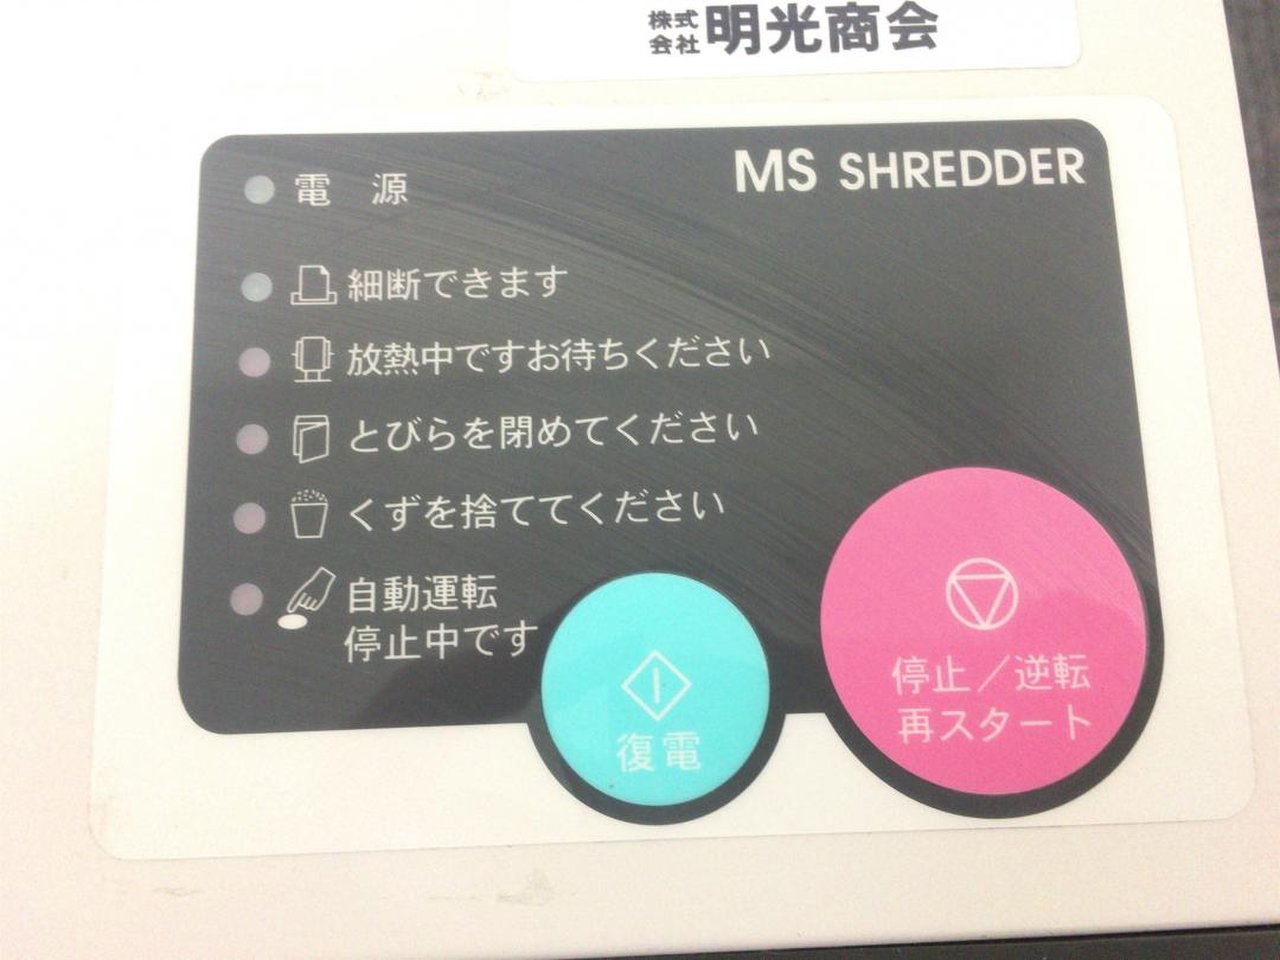 株式会社 明光商会
MS SHREDDER
電　源
細断できます
放熱中ですお待ちください
とびらを閉めてください
くずを捨ててください
自動運転
停止中です
復電
停止／逆転
再スタート